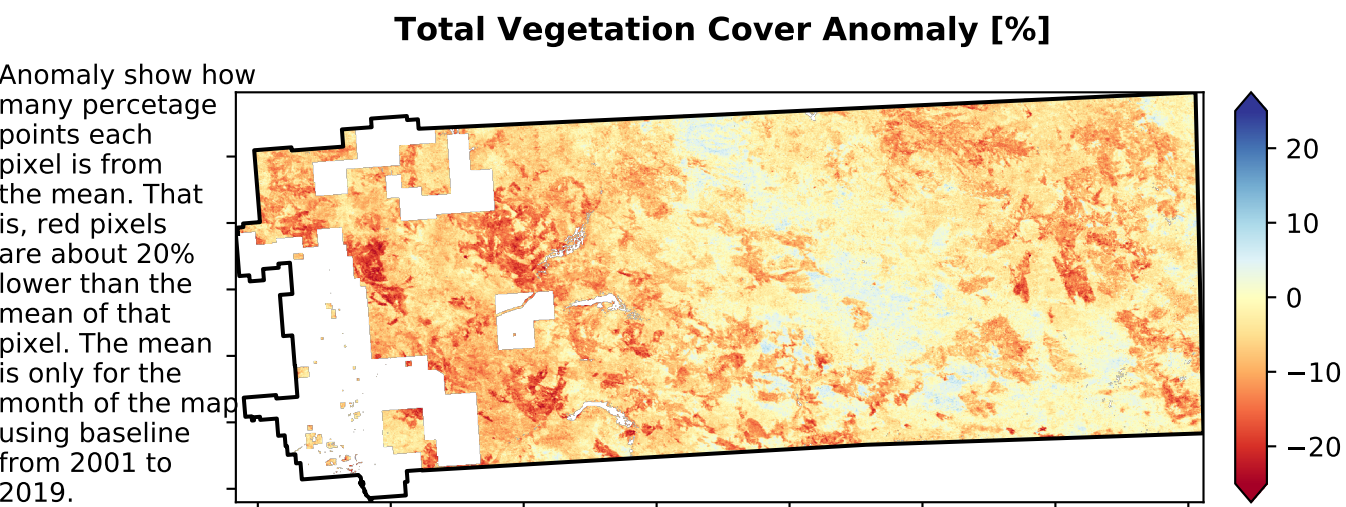 Total Vegetation Cover Anomaly [%]
Anomaly show how
many percetage
points each
pixel is from
the mean. That
is, red pixels
are about 20%
lower than the
mean of that
pixel. The mean
is only for the
month of the map
using baseline
from 2001 to
2019.
20
10
0
−10
−20